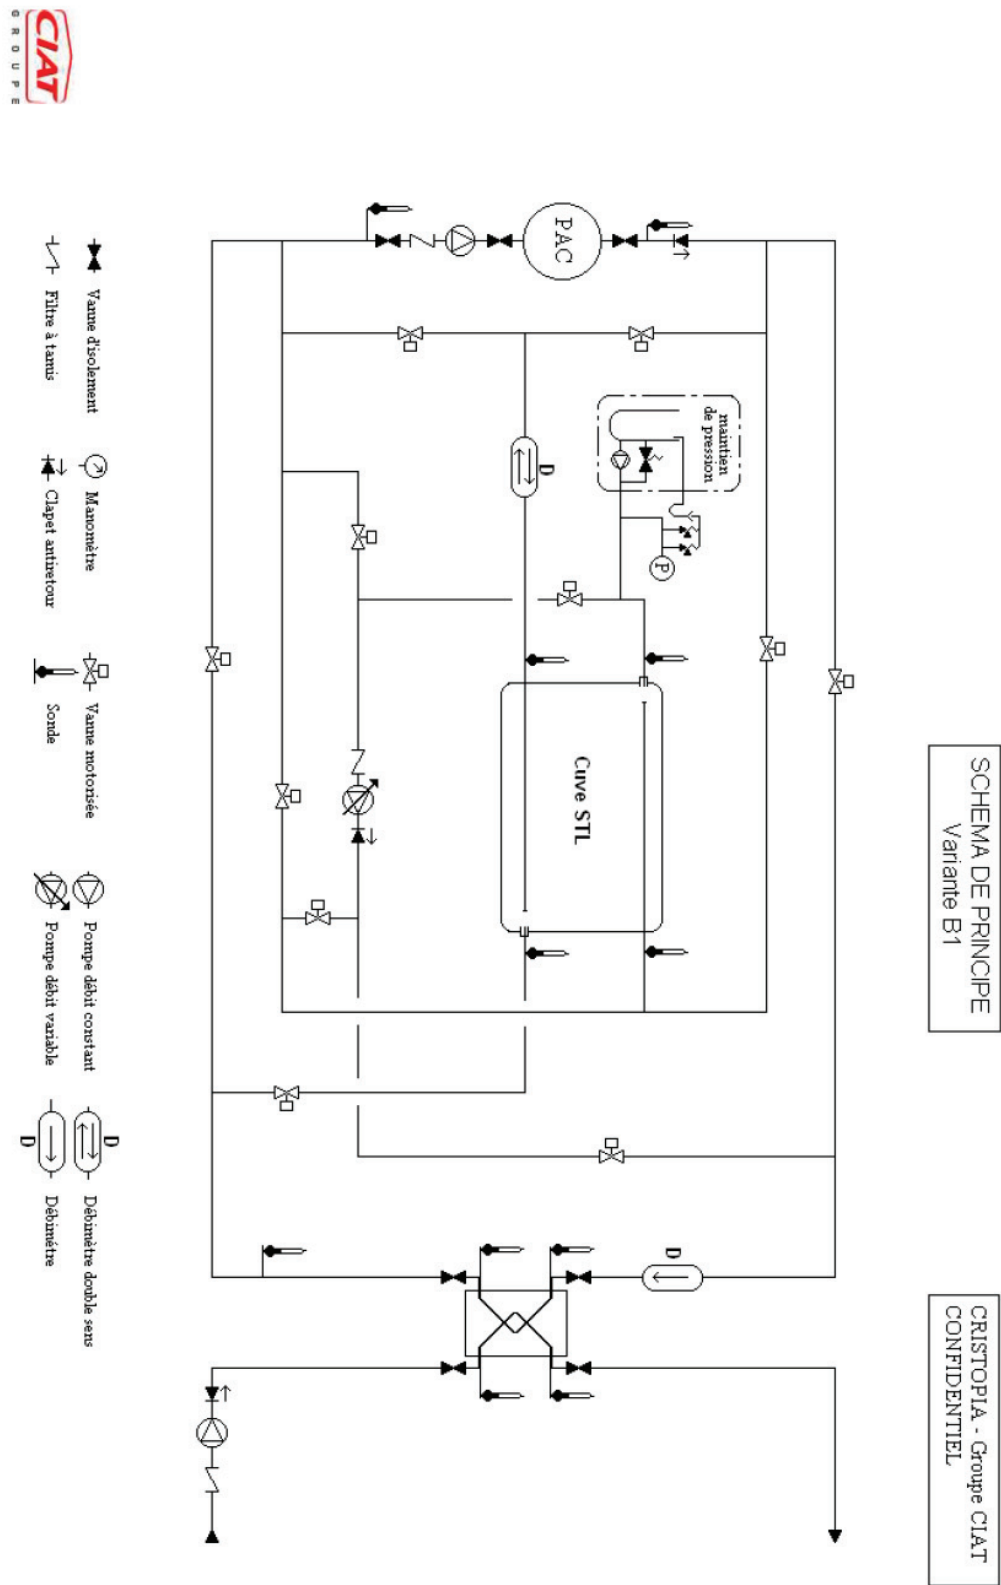 SCHEMA DE PRINCIPE
Variante B1
CRISTOPIA - Groupe CIAT
CONFIDENTIEL
PAC
maintien
de pression
D
P
Cuve STL
D
Vanne d'isolement
Manomètre
Vanne motorisée
Pompe débit constant
D
Débimètre double sens
Filtre à tamis
Clapet antiretour
Sonde
Pompe débit variable
D
Débimétre
CIAT
GROUPE